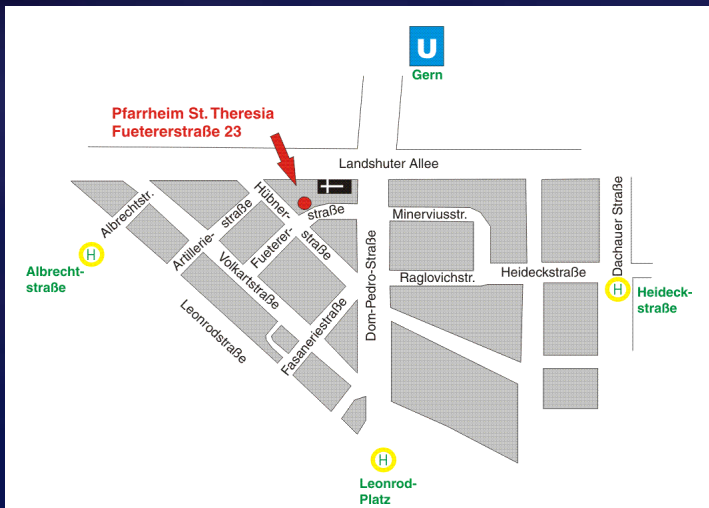 U
Gern
Pfarrheim St. Theresia
Fuetererstraße 23
Landshuter Allee
Albrechtstr.
Artillerie-
straße
Hübner-
straße
Fueterer-
straße
Minerviusstr.
Dachauer Straße
Volkartstraße
Dom-Pedro-Straße
Raglovichstr.
Heideckstraße
H
Albrecht-
straße
H
Heideck-
straße
Leonrodstraße
Fasaneriestraße
H
Leonrod-
Platz